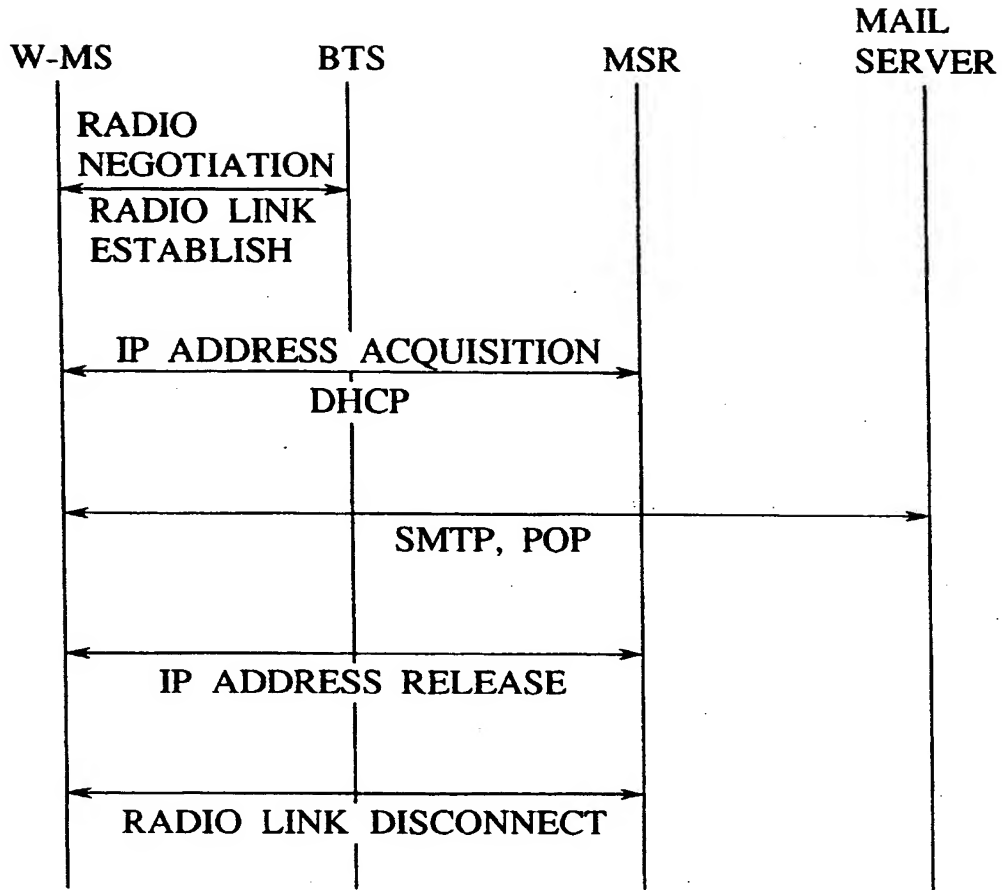 W-MS
BTS
MSR
MAIL
SERVER
RADIO
NEGOTIATION
RADIO LINK
ESTABLISH
IP ADDRESS ACQUISITION
DHCP
SMTP, POP
IP ADDRESS RELEASE
RADIO LINK DISCONNECT